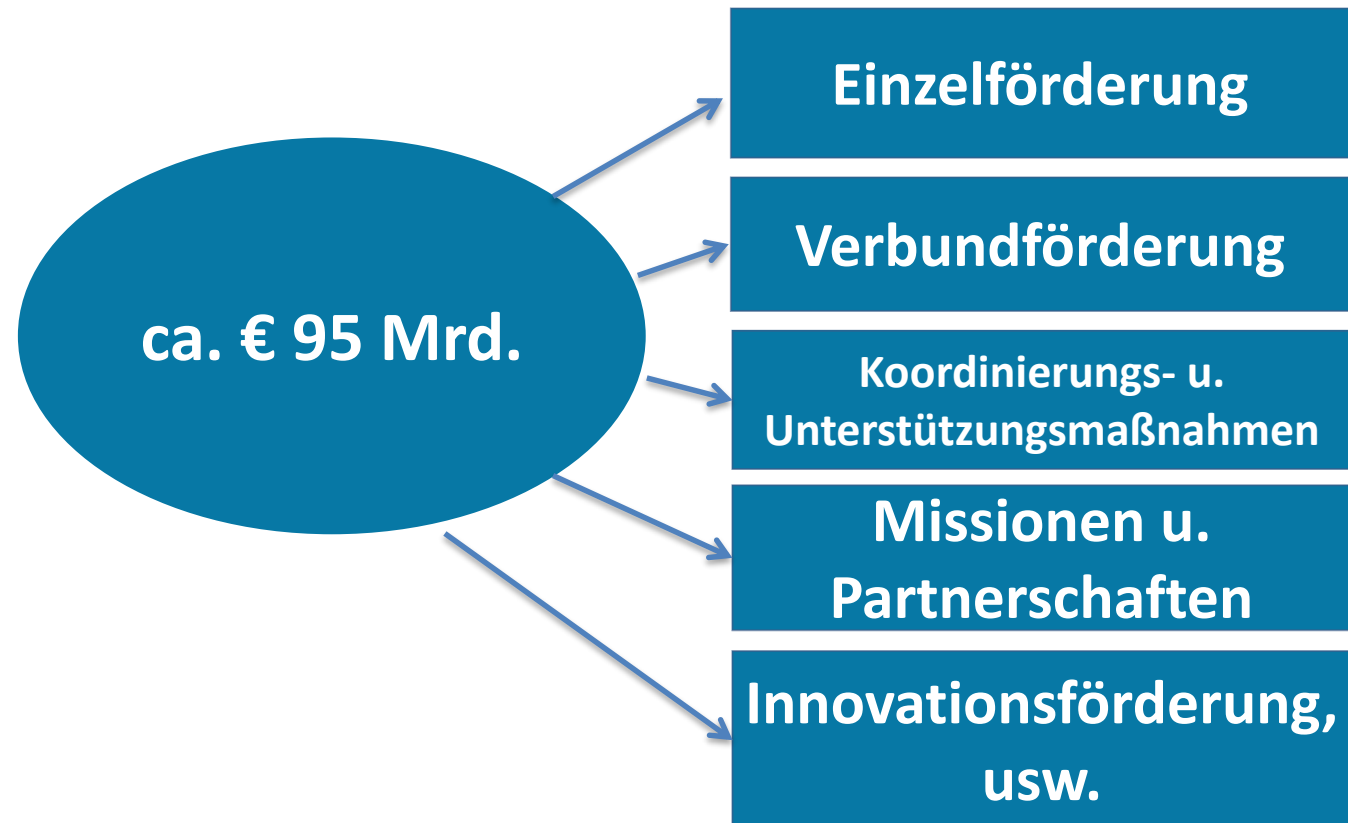 Einzelförderung
Verbundförderung
ca. € 95 Mrd.
Koordinierungs- u.
Unterstützungsmaßnahmen
Missionen u.
Partnerschaften
Innovationsförderung,
usw.